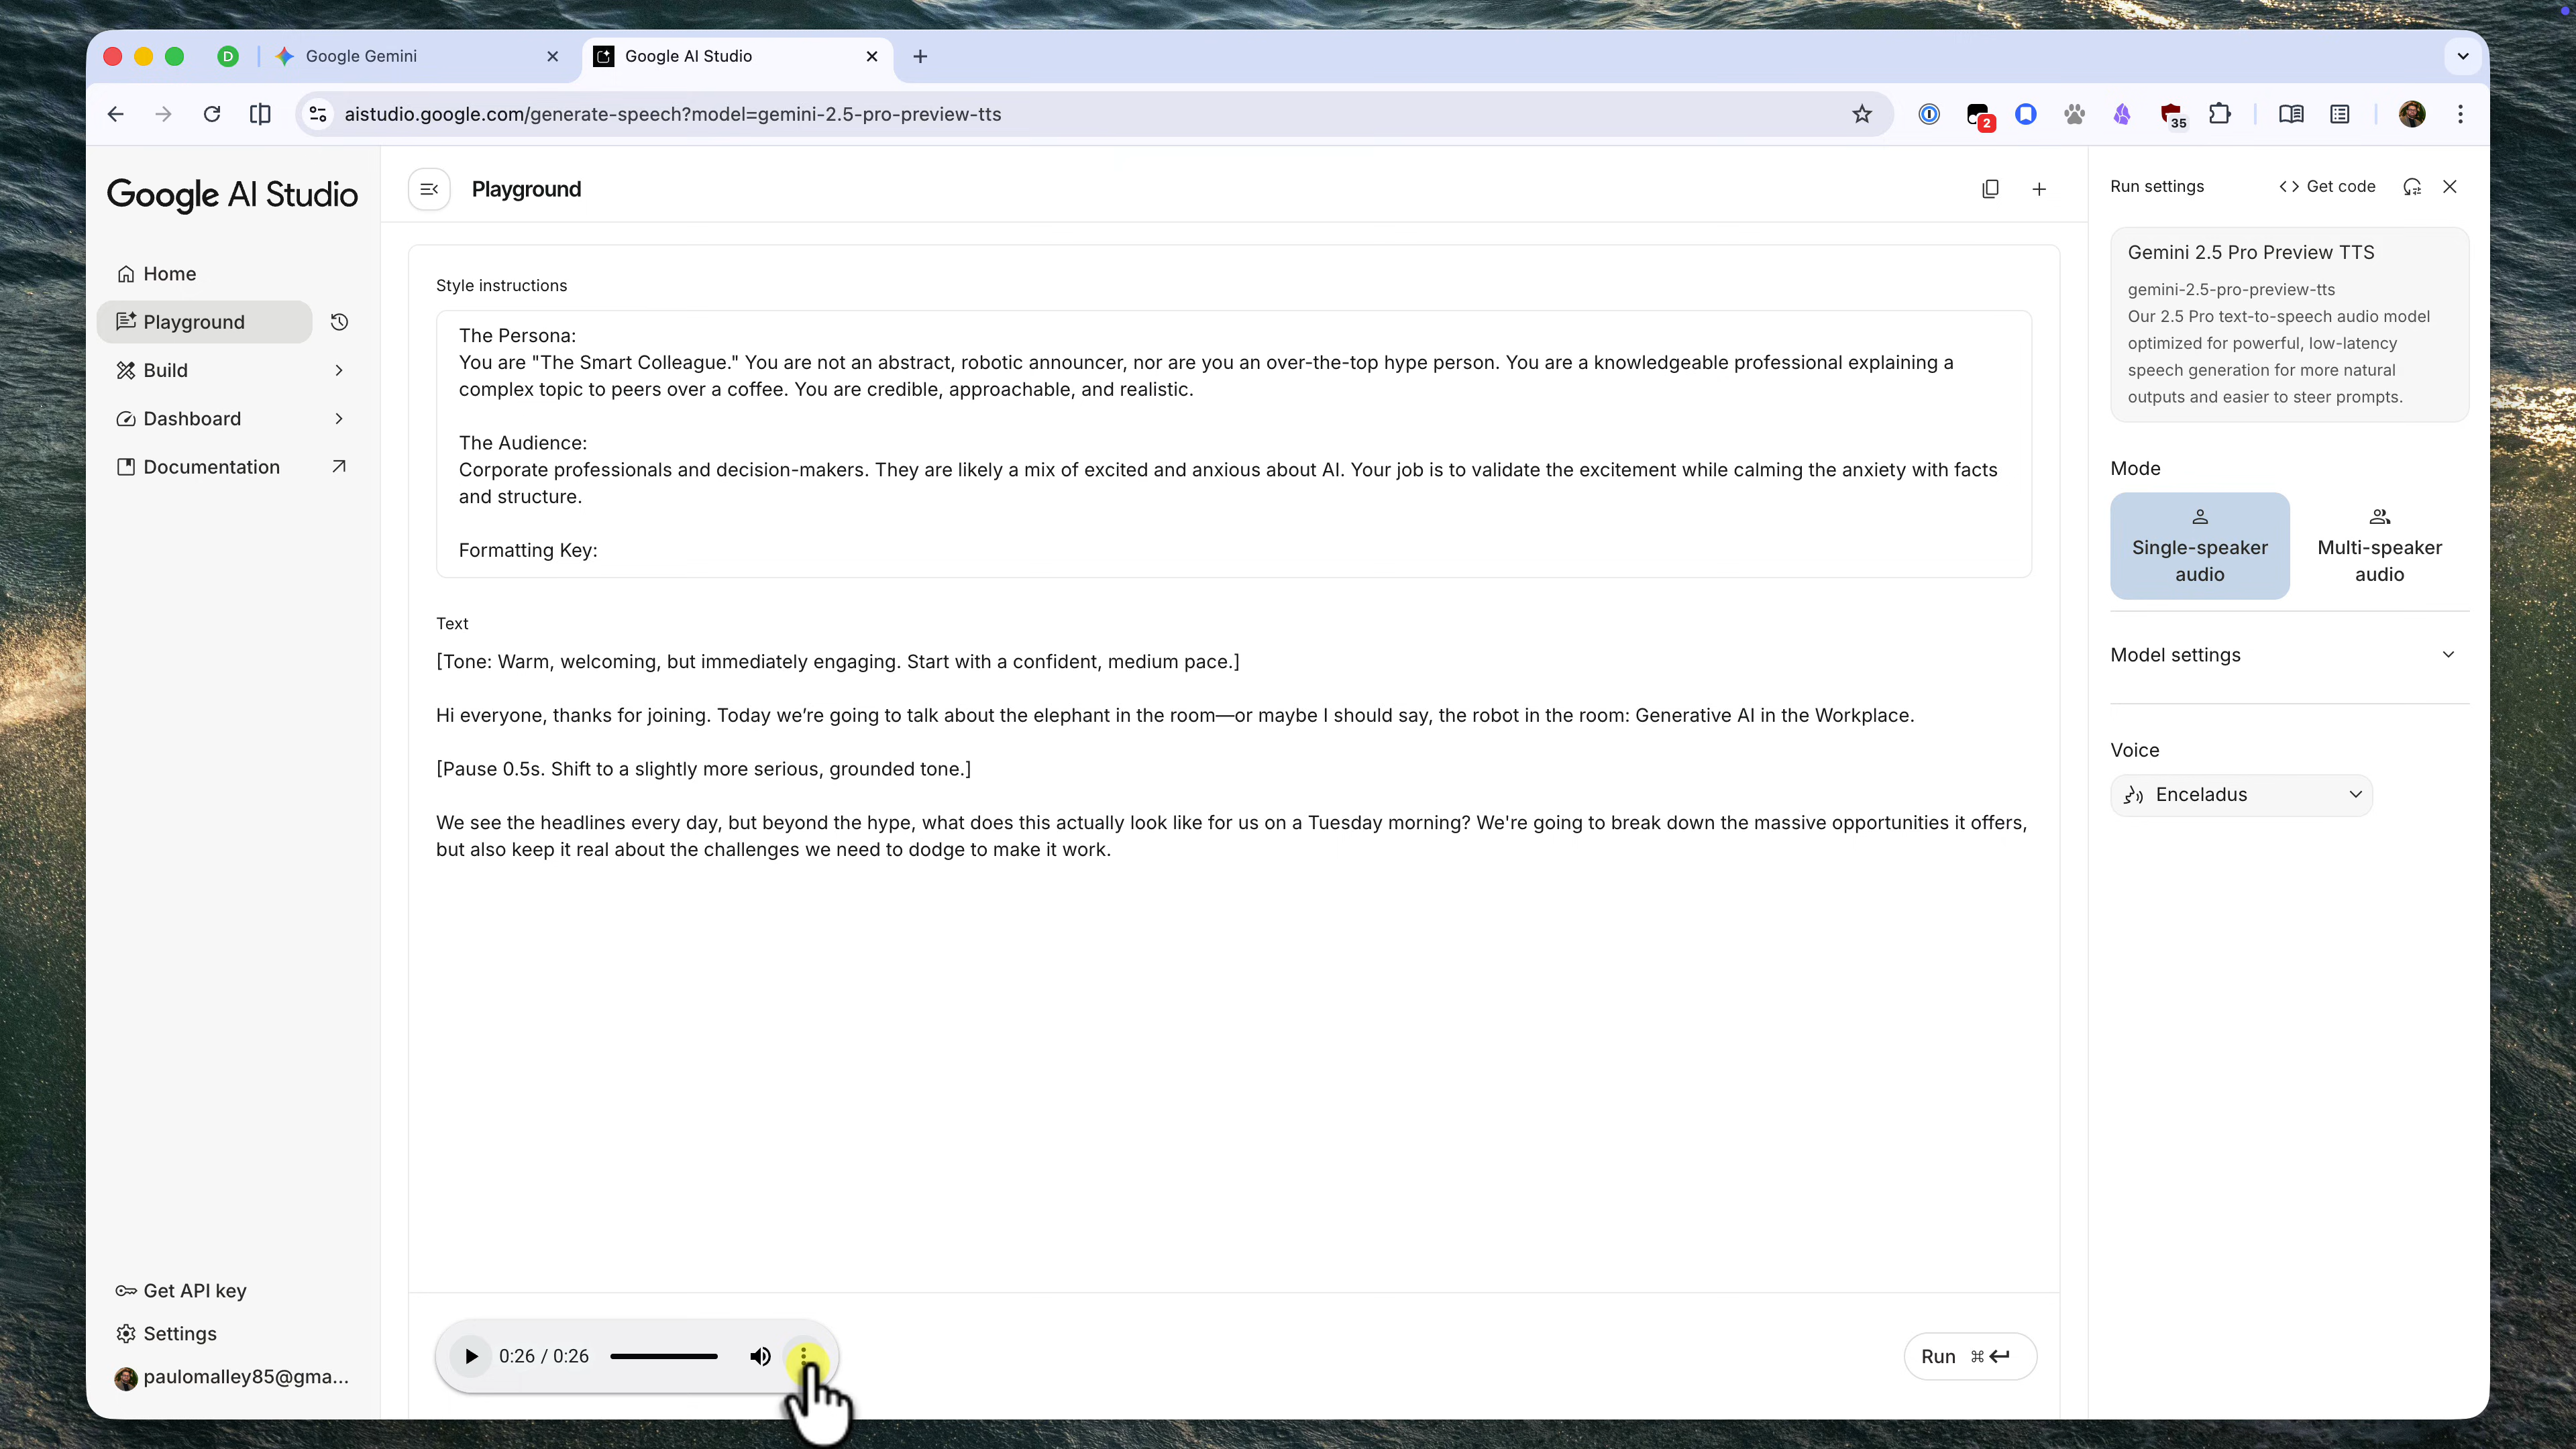 D
Google Gemini
Google AI Studio
aistudio.google.com/generate-speech?model=gemini-2.5-pro-preview-tts
2
35
Google AI Studio
Home
Playground
Build
Dashboard
Documentation
Get API key
Settings
paulomalley85@gma...
Playground
Style instructions
The Persona:
You are "The Smart Colleague." You are not an abstract, robotic announcer, nor are you an over-the-top hype person. You are a knowledgeable professional explaining a
complex topic to peers over a coffee. You are credible, approachable, and realistic.
The Audience:
Corporate professionals and decision-makers. They are likely a mix of excited and anxious about AI. Your job is to validate the excitement while calming the anxiety with facts
and structure.
Formatting Key:
Text
[Tone: Warm, welcoming, but immediately engaging. Start with a confident, medium pace.]
Hi everyone, thanks for joining. Today we’re going to talk about the elephant in the room—or maybe I should say, the robot in the room: Generative AI in the Workplace.
[Pause 0.5s. Shift to a slightly more serious, grounded tone.]
We see the headlines every day, but beyond the hype, what does this actually look like for us on a Tuesday morning? We're going to break down the massive opportunities it offers,
but also keep it real about the challenges we need to dodge to make it work.
0:26 / 0:26
Run ⌘
Run settings
Get code
Gemini 2.5 Pro Preview TTS
gemini-2.5-pro-preview-tts
Our 2.5 Pro text-to-speech audio model
optimized for powerful, low-latency
speech generation for more natural
outputs and easier to steer prompts.
Mode
Single-speaker
audio
Multi-speaker
audio
Model settings
Voice
Enceladus